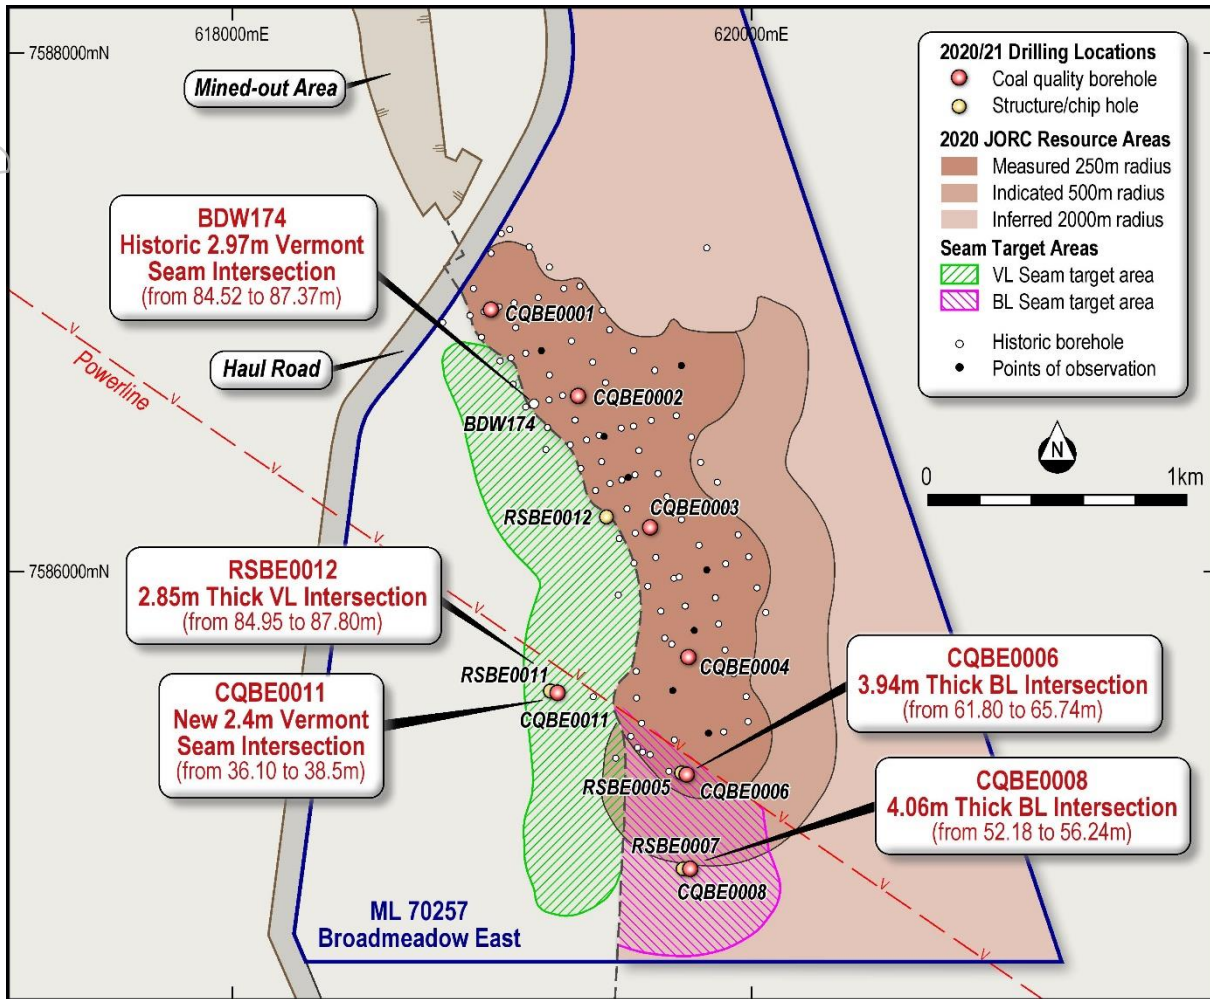 618000mE
620000mE
7588000mN
Mined-out Area
2020/21 Drilling Locations
Coal quality borehole
Structure/chip hole
2020 JORC Resource Areas
Measured 250m radius
Indicated 500m radius
Inferred 2000m radius
Seam Target Areas
VL Seam target area
BL Seam target area
Historic borehole
Points of observation
BDW174
Historic 2.97m Vermont
Seam Intersection
(from 84.52 to 87.37m)
CQBE0001
Powerline
Haul Road
CQBE0002
BDW174
N
0
1km
RSBE0012
CQBE0003
7586000mN
RSBE0012
2.85m Thick VL Intersection
(from 84.95 to 87.80m)
CQBE0004
RSBE0011
CQBE0011
CQBE0011
New 2.4m Vermont
Seam Intersection
(from 36.10 to 38.5m)
CQBE0006
3.94m Thick BL Intersection
(from 61.80 to 65.74m)
RSBE0005
CQBE0006
CQBE0008
4.06m Thick BL Intersection
(from 52.18 to 56.24m)
RSBE0007
CQBE0008
ML 70257
Broadmeadow East
V
V
V
V
V
V
V
V